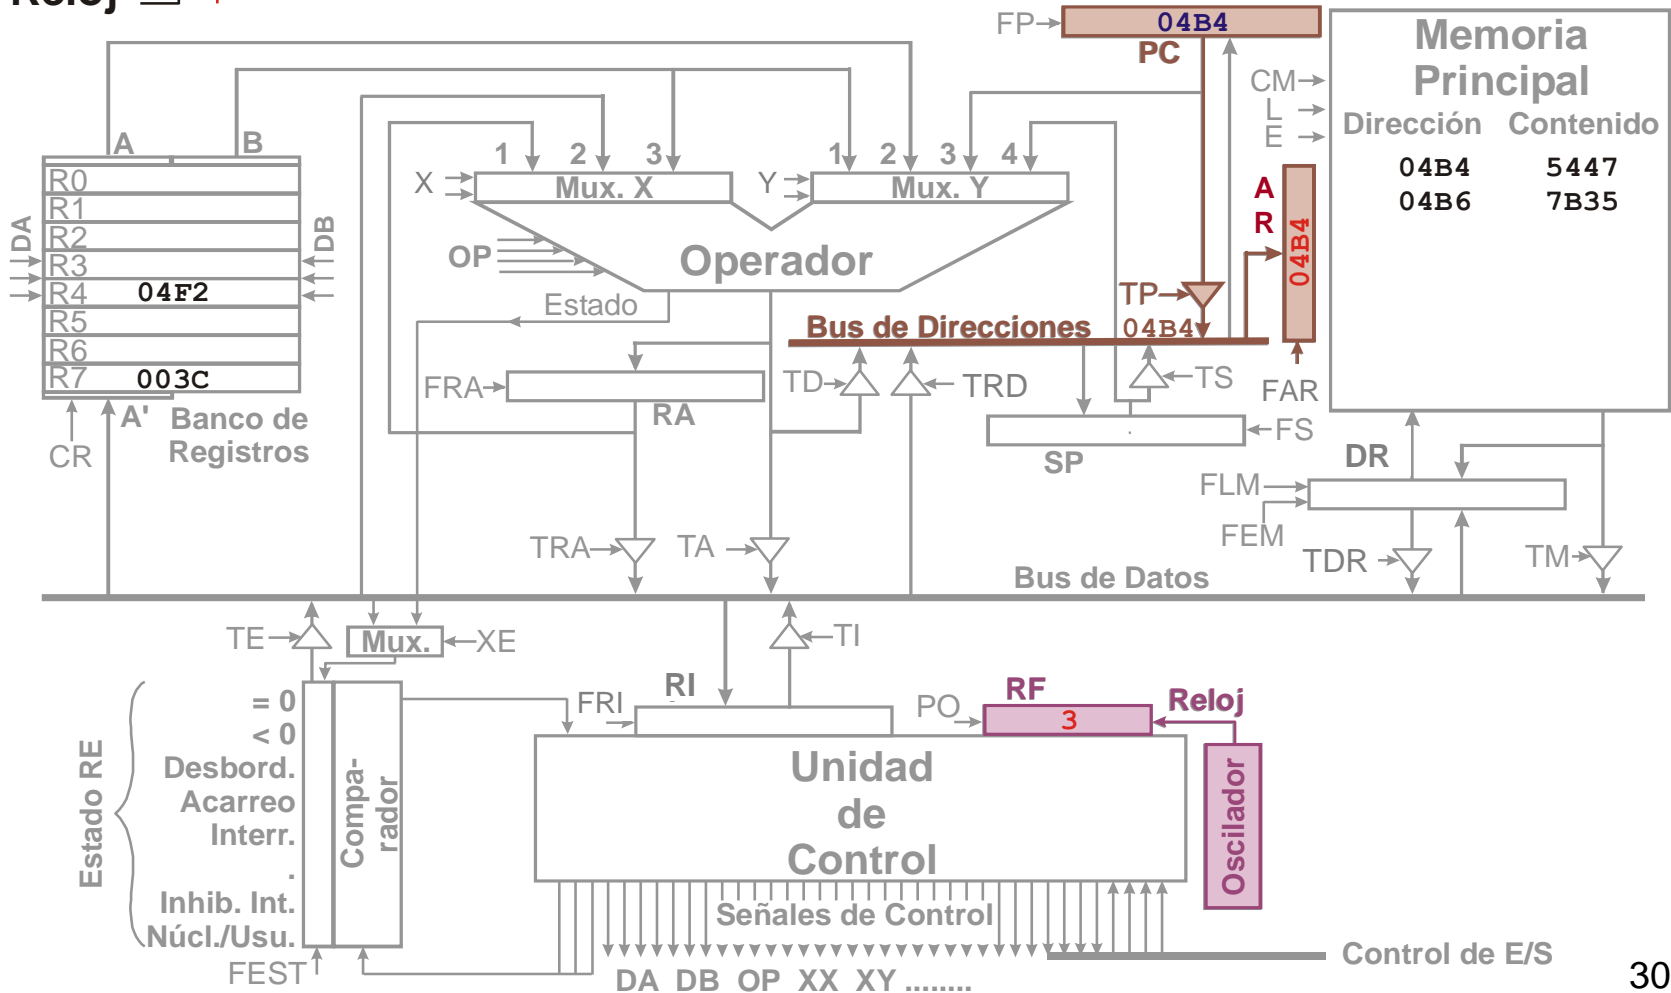 Reloj
FP
04B4
PC
Memoria
Principal
Dirección Contenido
04B4 5447
04B6 7B35
CM
L
E
A B
R0
R1
R2
R3
R4 04F2
R5
R6
R7 003C
DA
DB
CR
A'
Banco de
Registros
1 2 3
X
Mux. X
1 2 3 4
Y
Mux. Y
OP
Operador
Estado
A
R
04B4
FAR
TP
Bus de Direcciones 04B4
FRA
RA
TD
TRD
TS
SP
FS
DR
FLM
FEM
TRA
TA
TDR
TM
Bus de Datos
TE
Mux.
XE
TI
Estado RE
= 0
< 0
Desbord.
Acarreo
Interr.
.
Inhib. Int.
Núcl./Usu.
Compa-
rador
FEST
FRI
RI
PO
RF
3
Reloj
Oscilador
Unidad
de
Control
Señales de Control
DA DB OP XX XY ........
Control de E/S
30